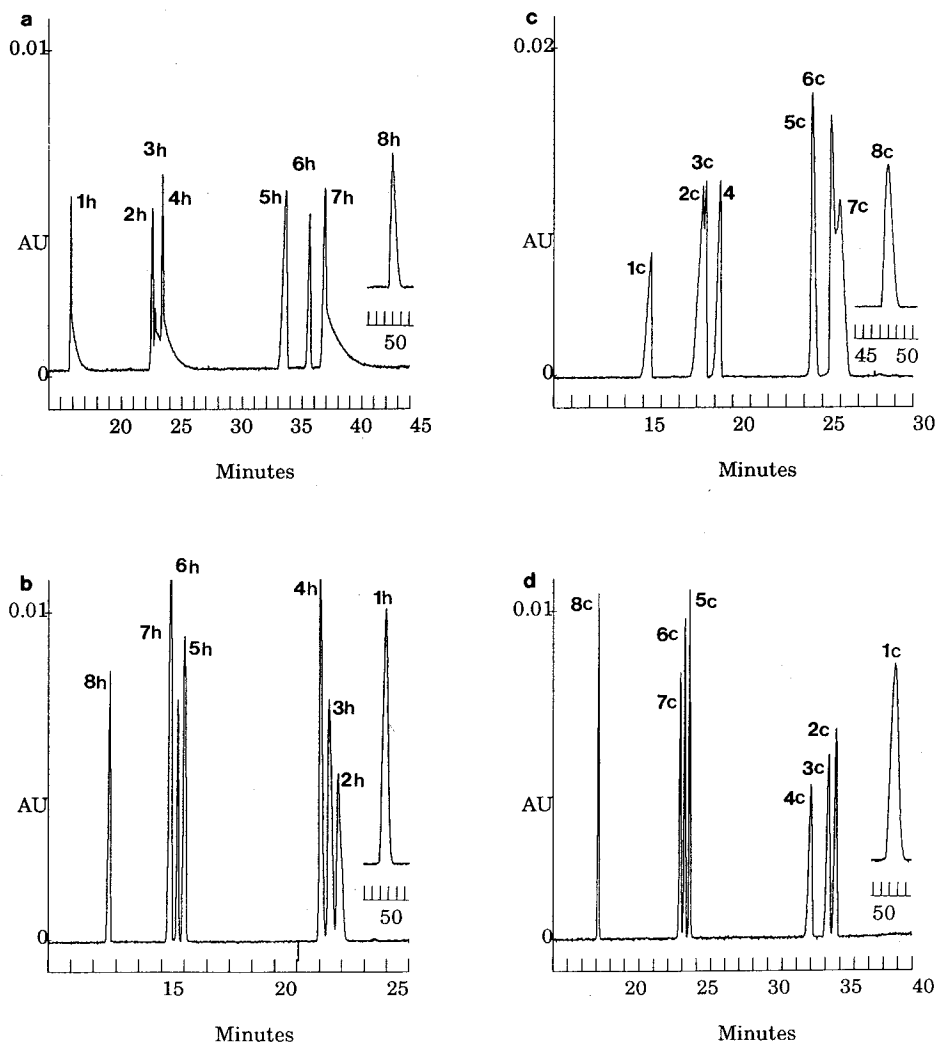 a
0.01
3h
8h
6h
1h
4h
5h
7h
2h
AU
50
0
20 25 30 35 40 45
Minutes
c
0.02
6c
5c
3c
8c
2c
4
7c
AU
1c
45 50
0
15 20 25 30
Minutes
b
6h
4h
1h
0.01
7h
5h
8h
3h
2h
AU
50
0
15 20 25
Minutes
d
8c
5c
0.01
6c
1c
7c
2c
3c
AU
4c
50
0
20 25 30 35 40
Minutes